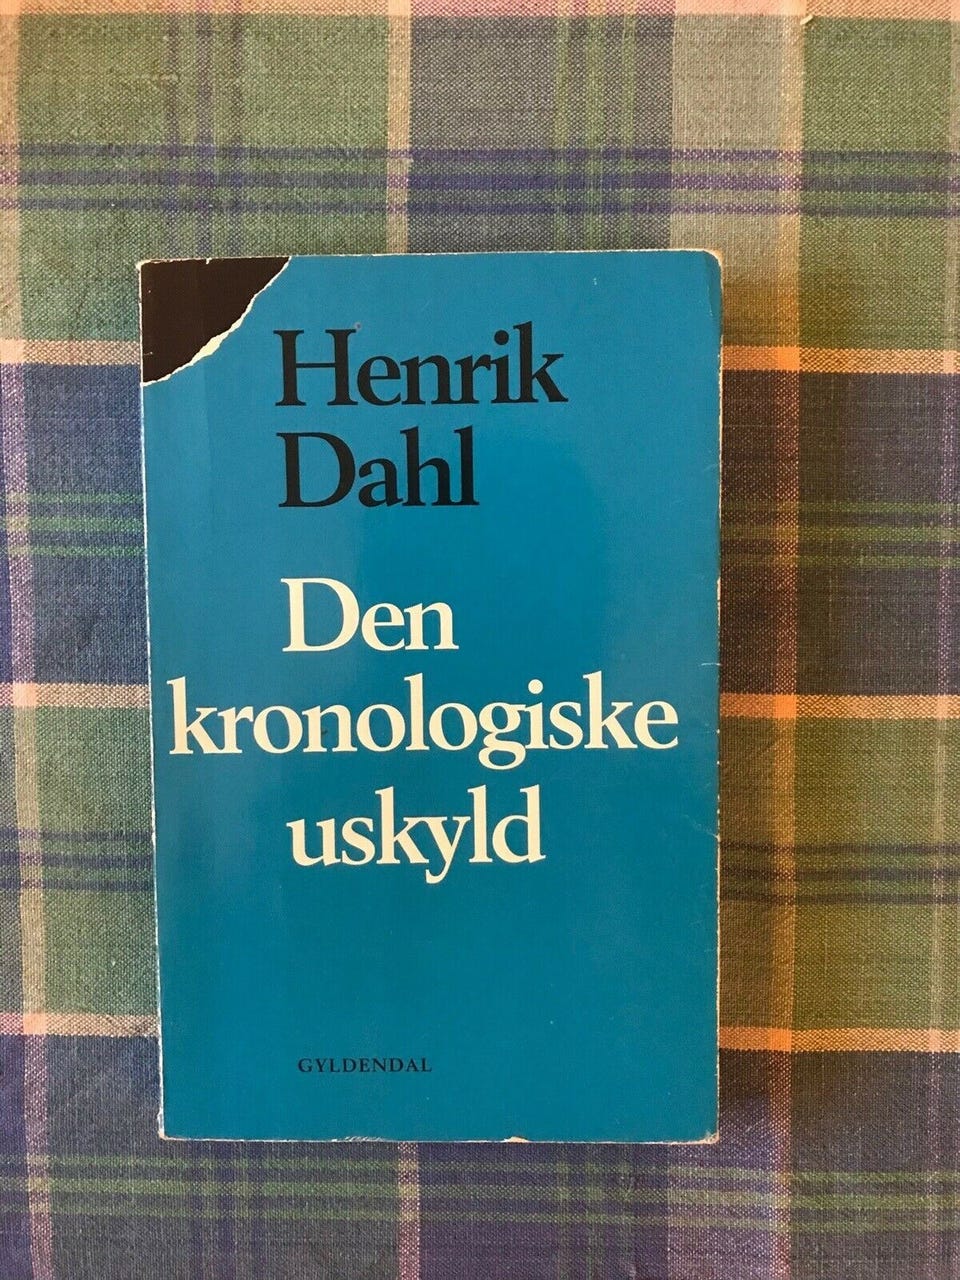 Henrik
Dahl
Den
kronologiske
uskyld
GYLDENDAL